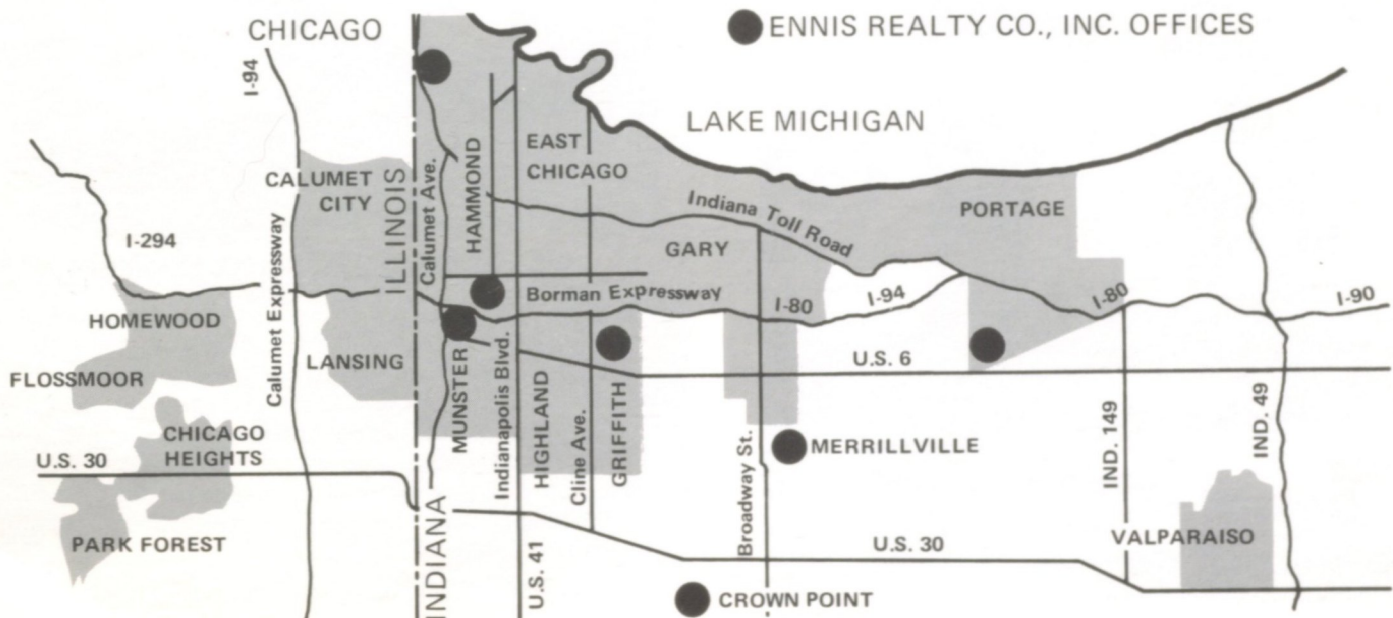 CHICAGO
ENNIS REALTY CO., INC. OFFICES
I-94
LAKE MICHIGAN
EAST
CHICAGO
HAMMOND
Calumet Ave.
CALUMET
CITY
ILLINOIS
Indiana Toll Road
PORTAGE
I-294
Calumet Expressway
GARY
Borman Expressway
I-80
I-94
I-80
I-90
HOMEWOOD
FLOSSMOOR
LANSING
MUNSTER
Indianapolis Blvd.
HIGHLAND
Cline Ave.
GRIFFITH
U.S. 6
CHICAGO
HEIGHTS
U.S. 30
MERRILLVILLE
Broadway St.
IND. 149
IND. 49
PARK FOREST
INDIANA
U.S. 41
U.S. 30
VALPARAISO
CROWN POINT